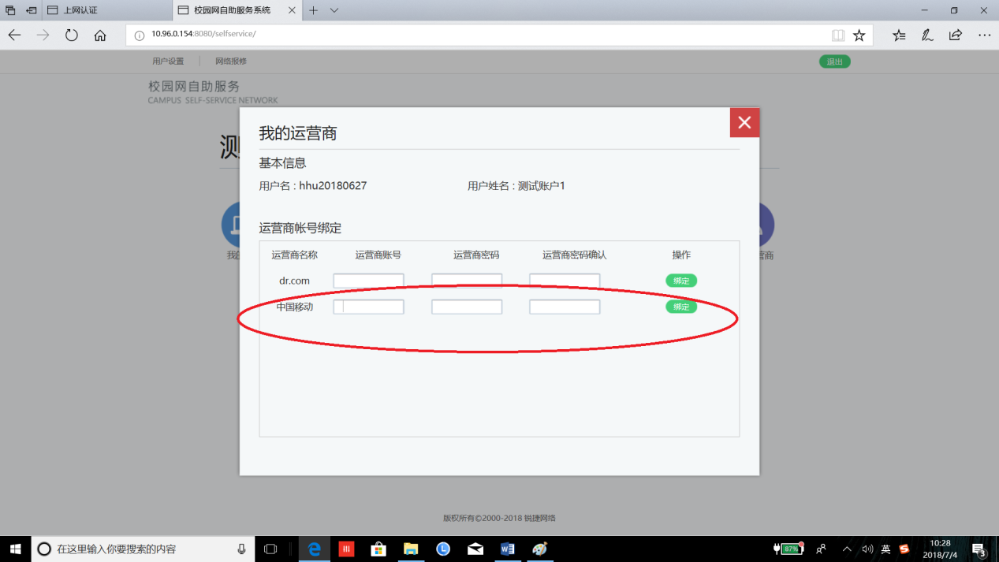 上网认证 校园网自助服务系统
10.96.0.154:8080/selfservice/
用户设置 网络报修 退出
校园网自助服务
CAMPUS SELF-SERVICE NETWORK
我的运营商
测
基本信息
用户名 : hhu20180627 用户姓名 : 测试账户1
运营商帐号绑定
我的 商
运营商名称 运营商账号 运营商密码 运营商密码确认 操作
dr.com 绑定
中国移动 绑定
版权所有©2000-2018 锐捷网络
在这里输入你要搜索的内容 87% 英 10:28
2018/7/4 3